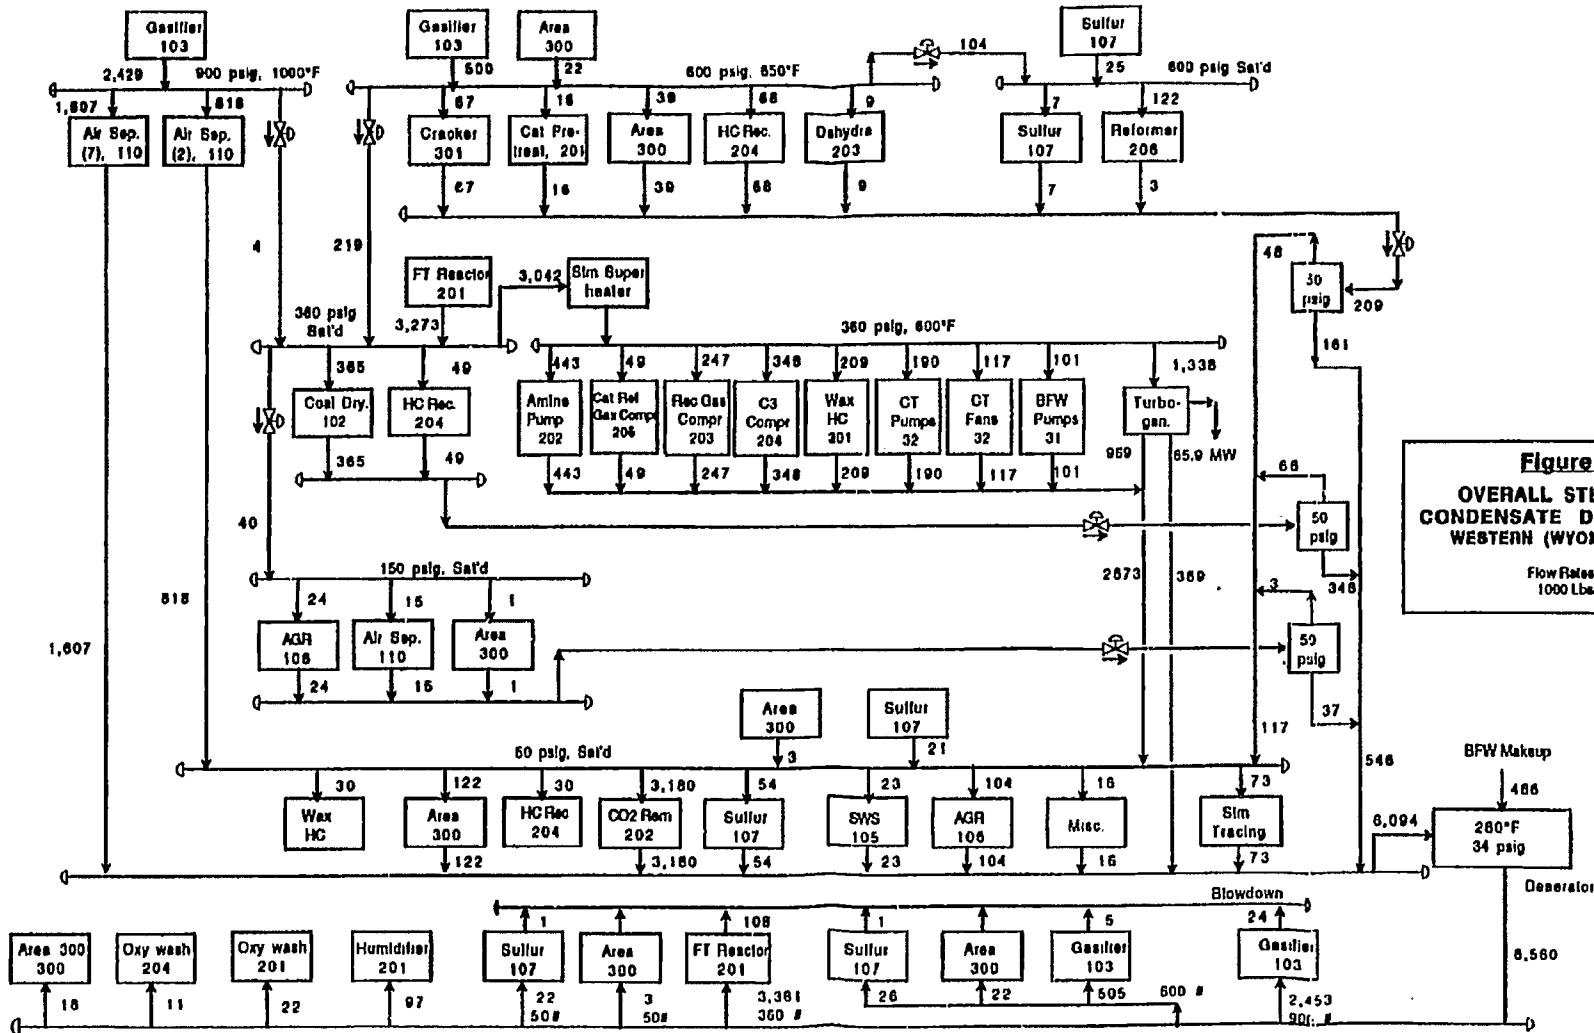 Gasifier
103
Gasifier
103
Area
300
Sulfur
107
2,429
900 psig, 1000°F
500
22
600 psig, 650°F
104
25
600 psig Sat'd
1,607
818
67
16
39
68
9
7
122
Air Sep.
(7), 110
Air Sep.
(2), 110
Cracker
301
Cat Pre-
treat, 201
Area
300
HC Rec.
204
Dehydra
203
Sulfur
107
Reformer
206
67
16
39
68
9
7
3
4
219
48
FT Reactor
201
3,042
Stm Super
heater
50
psig
209
360 psig
Sat'd
3,273
360 psig, 600°F
161
365
49
443
49
247
348
209
190
117
101
1,338
Coal Dry.
102
HC Rec.
204
Amine
Pump
202
Cat Ref
Gas Compr
206
Rec Gas
Compr
203
C3
Compr
204
Wax
HC
301
CT
Pumps
32
CT
Fans
32
BFW
Pumps
31
Turbo-
gen.
969
65.9 MW
365
49
443
49
247
348
209
190
117
101
66
Figure
OVERALL STE
CONDENSATE D
WESTERN (WYO
Flow Rates
1000 Lbs
40
50
psig
150 psig, Sat'd
2673
369
3
348
818
24
15
1
1,607
AGR
106
Air Sep.
110
Area
300
50
psig
24
15
1
37
Area
300
Sulfur
107
117
50 psig, Sat'd
3
21
546
BFW Makeup
466
30
122
30
3,180
54
23
104
16
73
Wax
HC
Area
300
HC Rec
204
CO2 Rem
202
Sulfur
107
SWS
105
AGR
106
Misc.
Stm
Tracing
6,094
280°F
34 psig
122
3,180
54
23
104
16
73
Deaerator
Blowdown
1
108
1
5
24
Area 300
300
Oxy wash
204
Oxy wash
201
Humidifier
201
Sulfur
107
Area
300
FT Reactor
201
Sulfur
107
Area
300
Gasifier
103
Gasifier
103
6,560
18
11
22
97
22
50#
3
50#
3,381
360 #
26
22
505
600 #
2,453